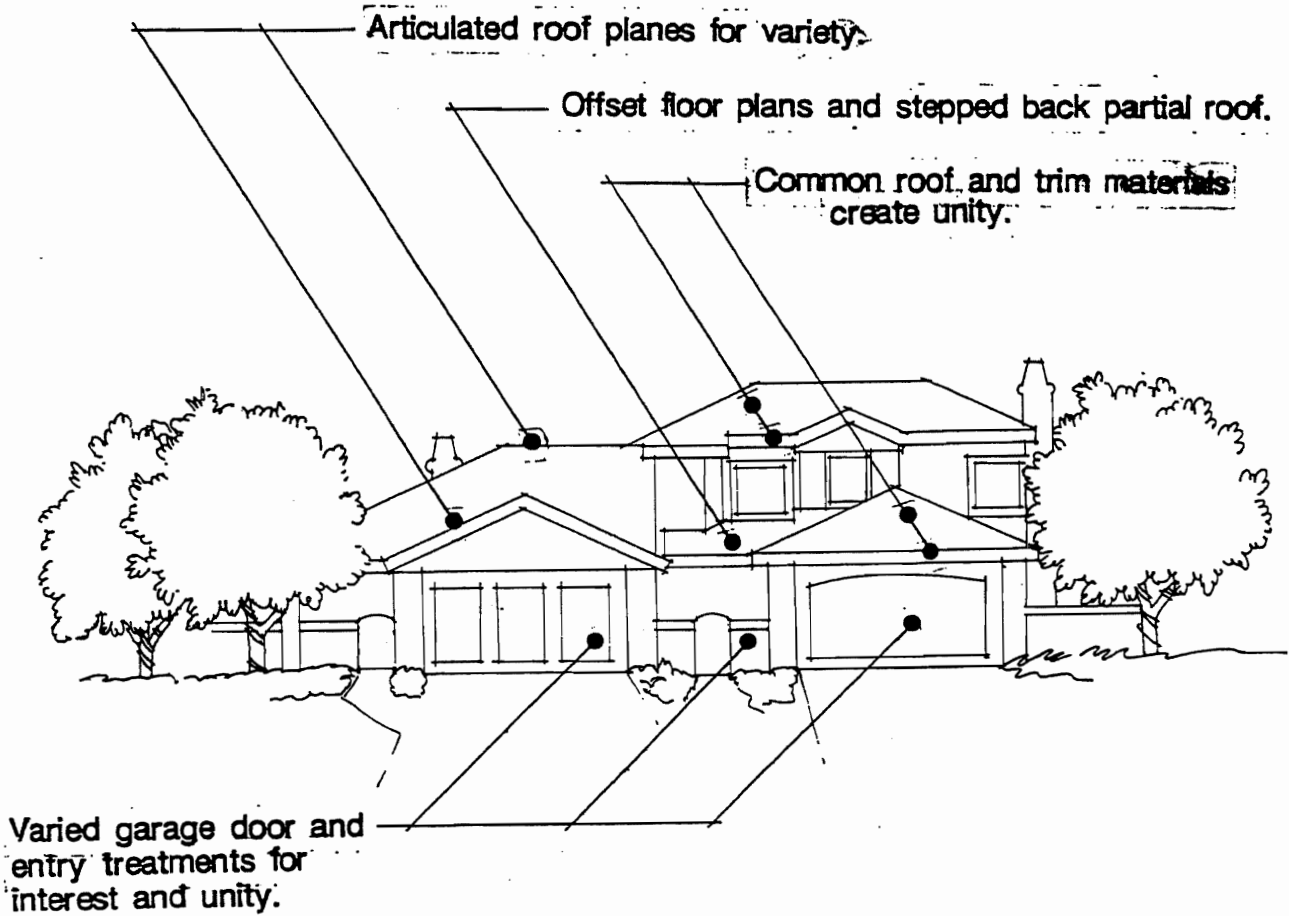 Articulated roof planes for variety.
Offset floor plans and stepped back partial roof.
Common roof and trim materials
create unity.
Varied garage door and
entry treatments for
interest and unity.